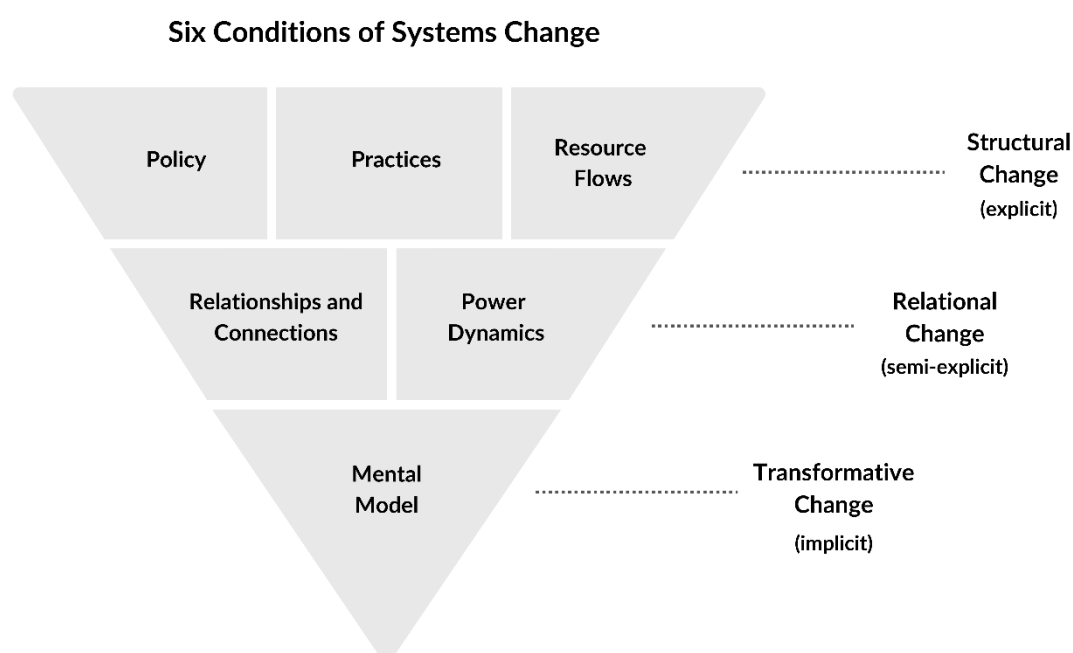 Six Conditions of Systems Change
Policy
Practices
Resource
Flows
Structural
Change
(explicit)
Relationships and
Connections
Power
Dynamics
Relational
Change
(semi-explicit)
Mental
Model
Transformative
Change
(implicit)